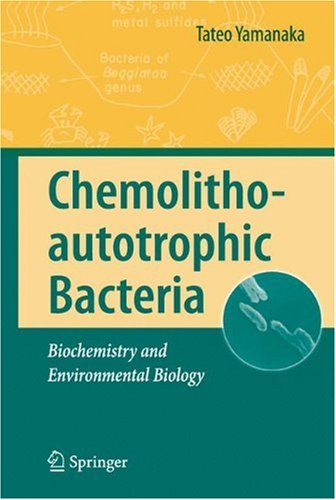 H₂S, H₂ and
metal sulfides
Tateo Yamanaka
Bacteria of
Beggiatoa
genus
Chemolitho-
autotrophic
Bacteria
Biochemistry and
Environmental Biology
Springer